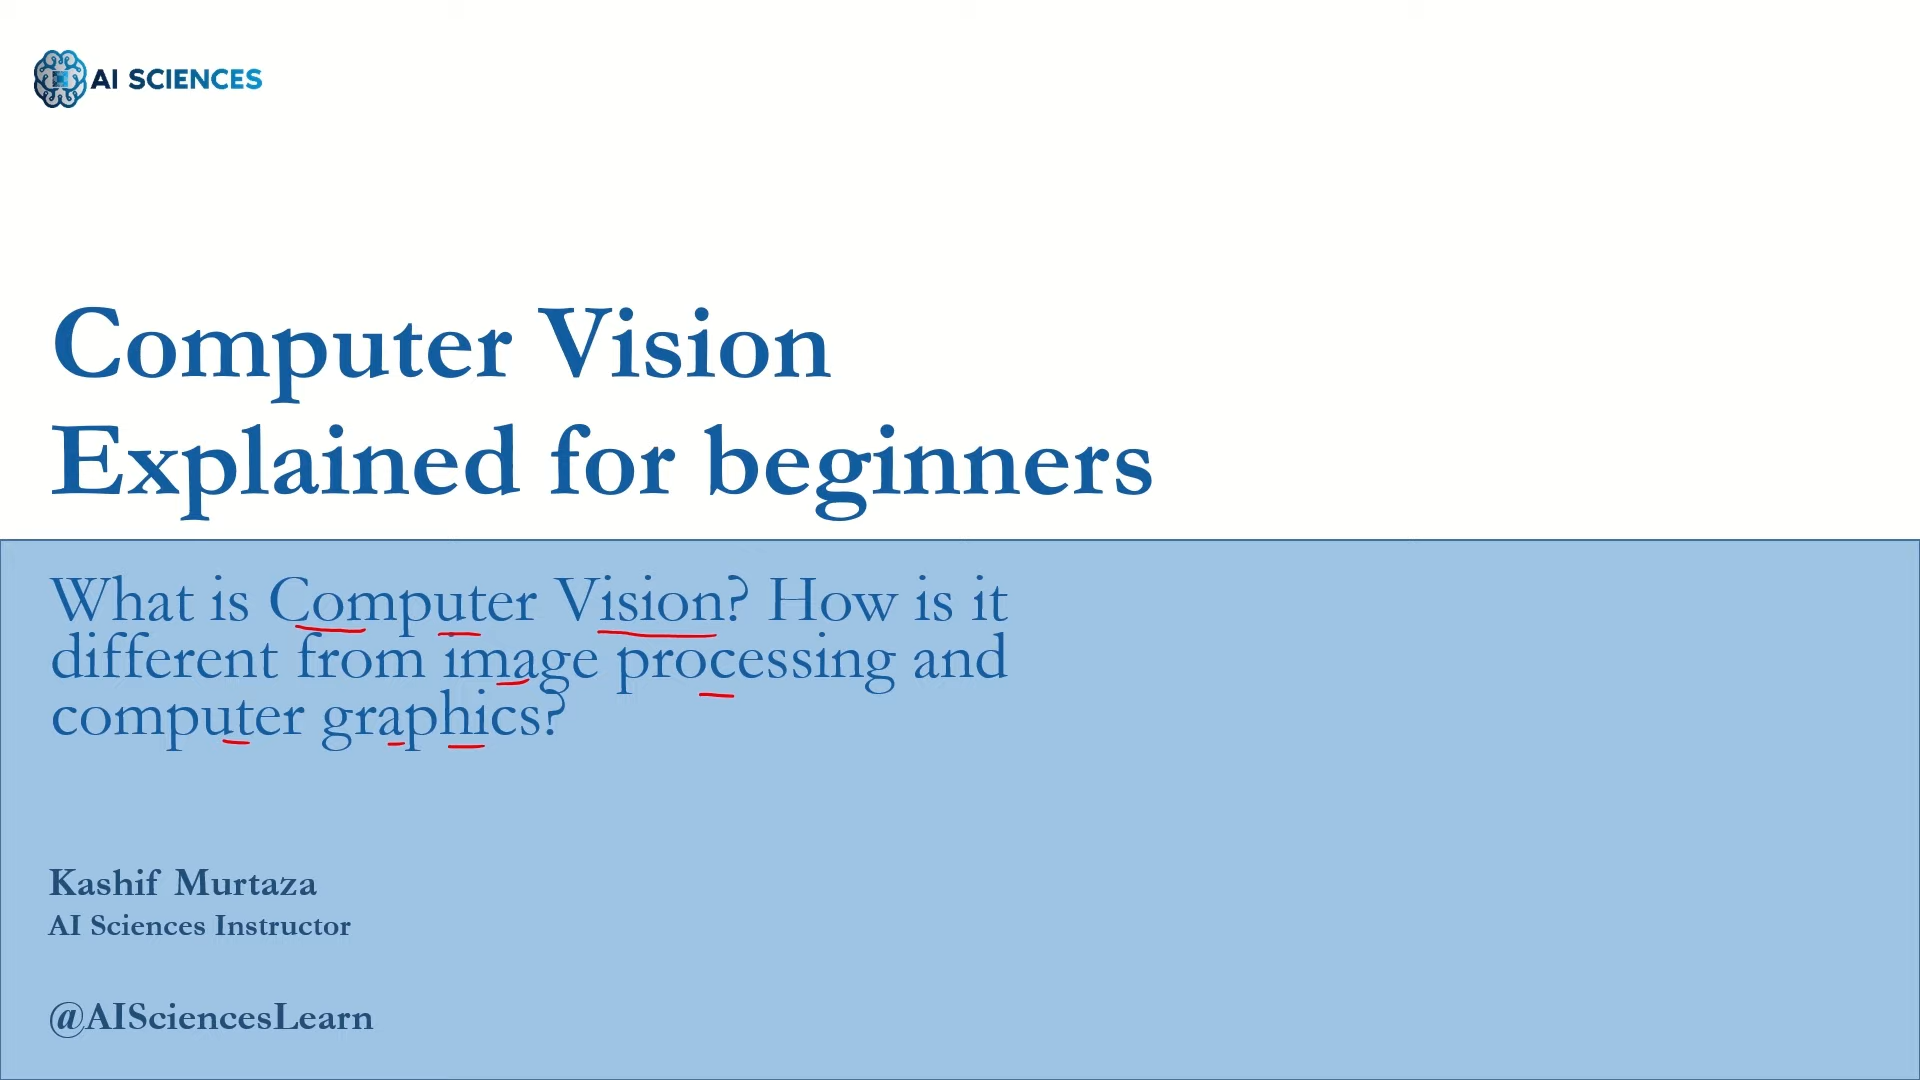 AI SCIENCES
Computer Vision
Explained for beginners
What is Computer Vision? How is it
different from image processing and
computer graphics?
Kashif Murtaza
AI Sciences Instructor
@AISciencesLearn